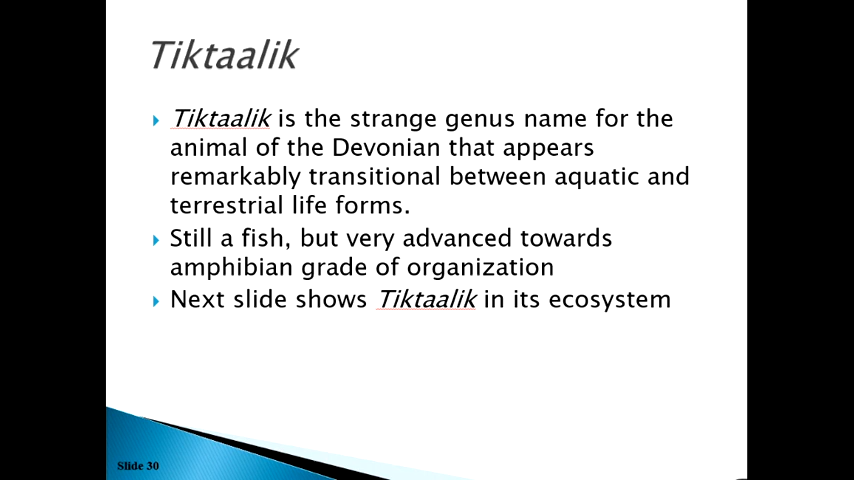 Tiktaalik
Tiktaalik is the strange genus name for the
animal of the Devonian that appears
remarkably transitional between aquatic and
terrestrial life forms.
Still a fish, but very advanced towards
amphibian grade of organization
Next slide shows Tiktaalik in its ecosystem
Slide 30